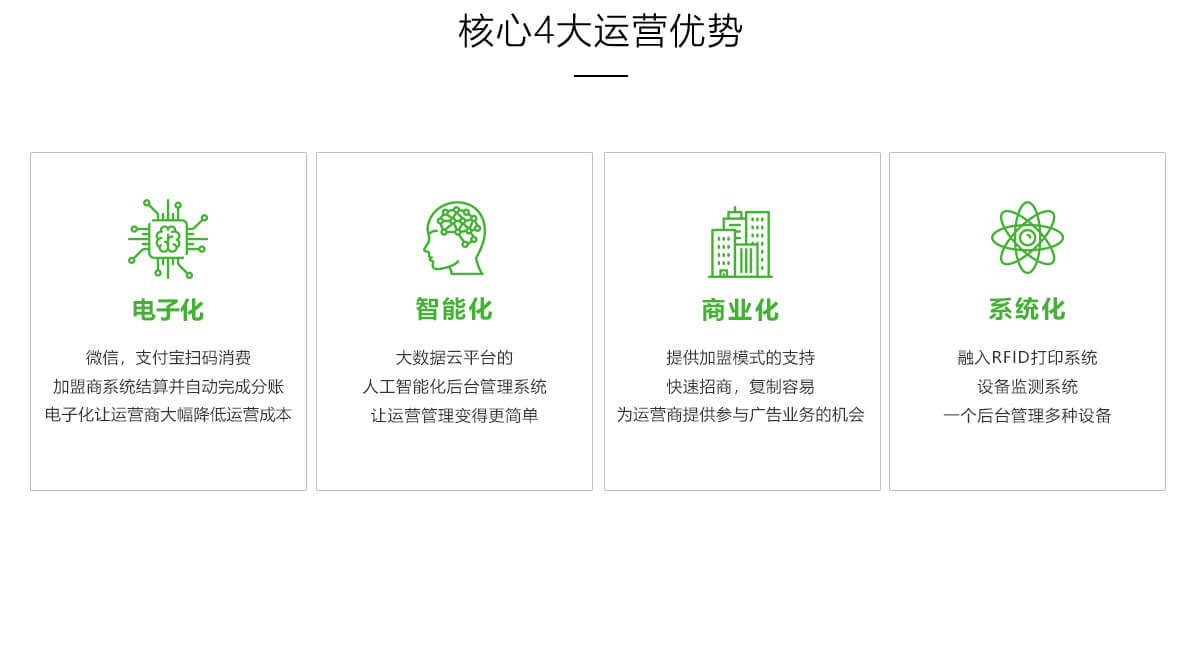 核心4大运营优势
电子化
微信，支付宝扫码消费
加盟商系统结算并自动完成分账
电子化让运营商大幅降低运营成本
智能化
大数据云平台的
人工智能化后台管理系统
让运营管理变得更简单
商业化
提供加盟模式的支持
快速招商，复制容易
为运营商提供参与广告业务的机会
系统化
融入RFID打印系统
设备监测系统
一个后台管理多种设备